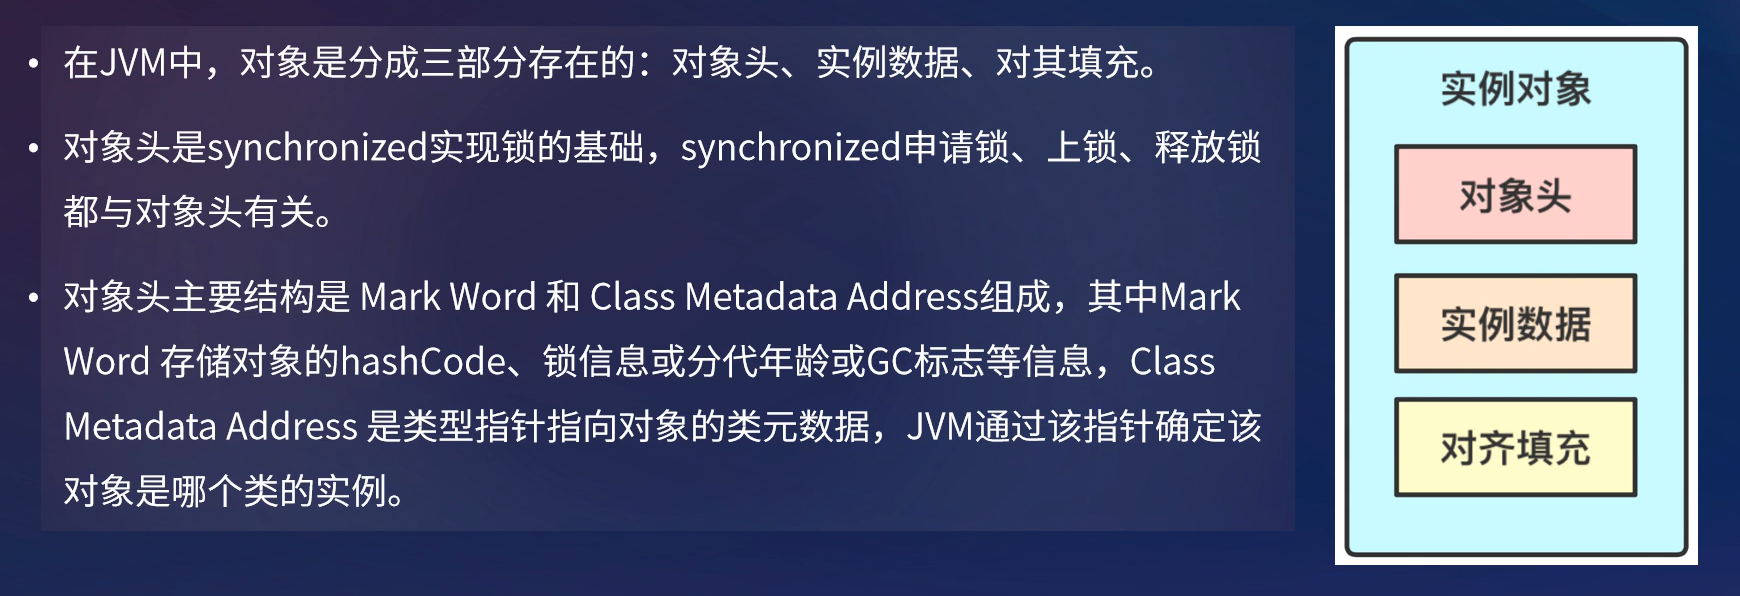 • 在JVM中，对象是分成三部分存在的：对象头、实例数据、对其填充。
• 对象头是synchronized实现锁的基础，synchronized申请锁、上锁、释放锁
都与对象头有关。
• 对象头主要结构是 Mark Word 和 Class Metadata Address组成，其中Mark
Word 存储对象的hashCode、锁信息或分代年龄或GC标志等信息，Class
Metadata Address 是类型指针指向对象的类元数据，JVM通过该指针确定该
对象是哪个类的实例。
实例对象
对象头
实例数据
对齐填充